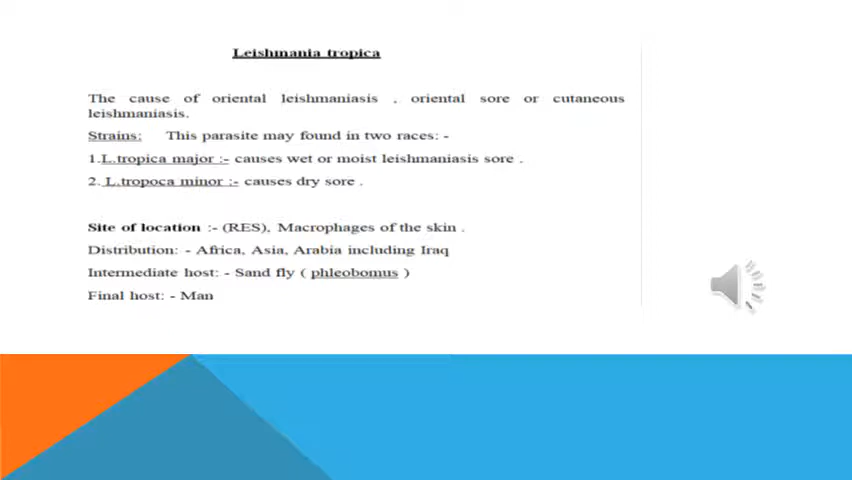 Leishmania tropica
The cause of oriental leishmaniasis , oriental sore or cutaneous
leishmaniasis.
Strains: This parasite may found in two races: -
1.L.tropica major :- causes wet or moist leishmaniasis sore .
2. L.tropoca minor :- causes dry sore .
Site of location :- (RES), Macrophages of the skin .
Distribution: - Africa, Asia, Arabia including Iraq
Intermediate host: - Sand fly ( phleobomus )
Final host: - Man